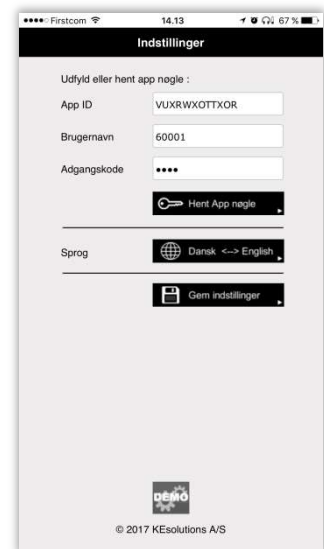 Firstcom 14.13 67 %
Indstillinger
Udfyld eller hent app nøgle :
App ID VUXRWXOTTXOR
Brugernavn 60001
Adgangskode ••••
Hent App nøgle
Sprog Dansk <--> English
Gem indstillinger
DEMO
© 2017 KEsolutions A/S